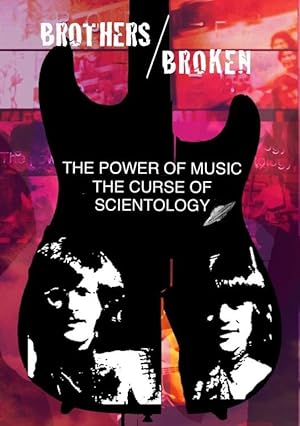 BROTHERS/
BROKEN
THE POWER OF MUSIC
THE CURSE OF
SCIENTOLOGY